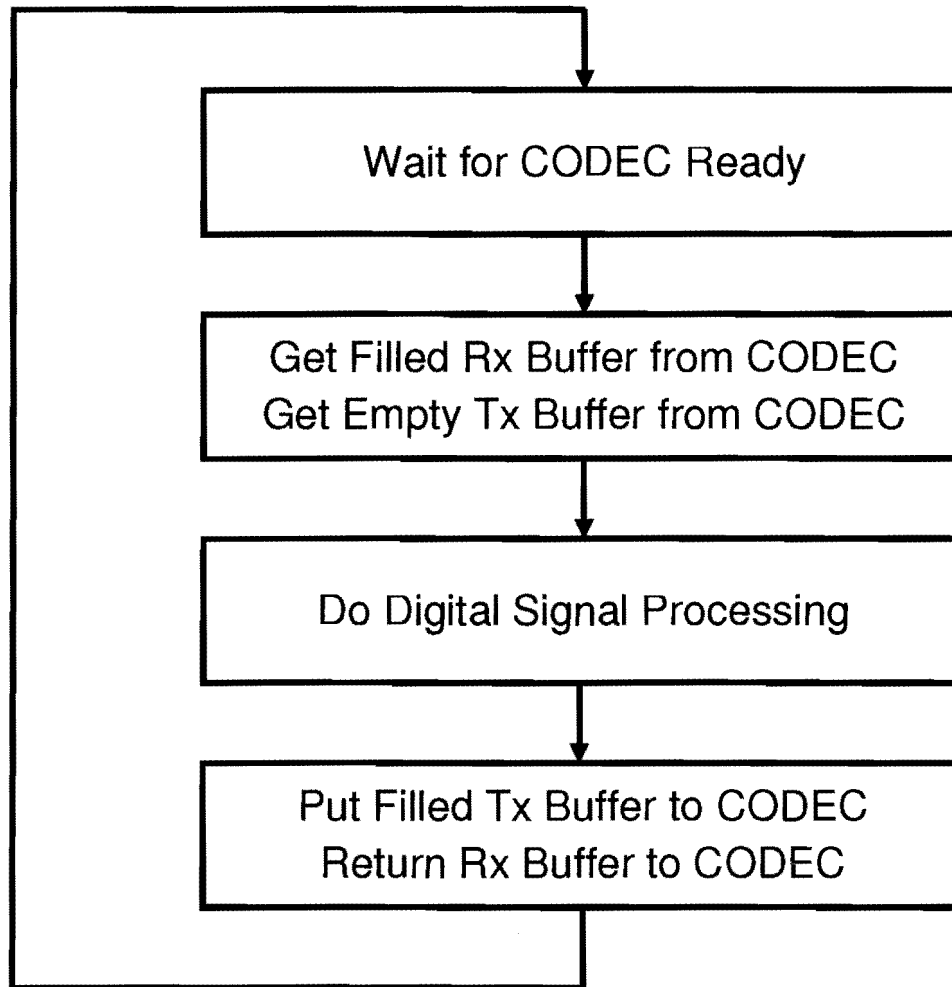 Wait for CODEC Ready
Get Filled Rx Buffer from CODEC
Get Empty Tx Buffer from CODEC
Do Digital Signal Processing
Put Filled Tx Buffer to CODEC
Return Rx Buffer to CODEC